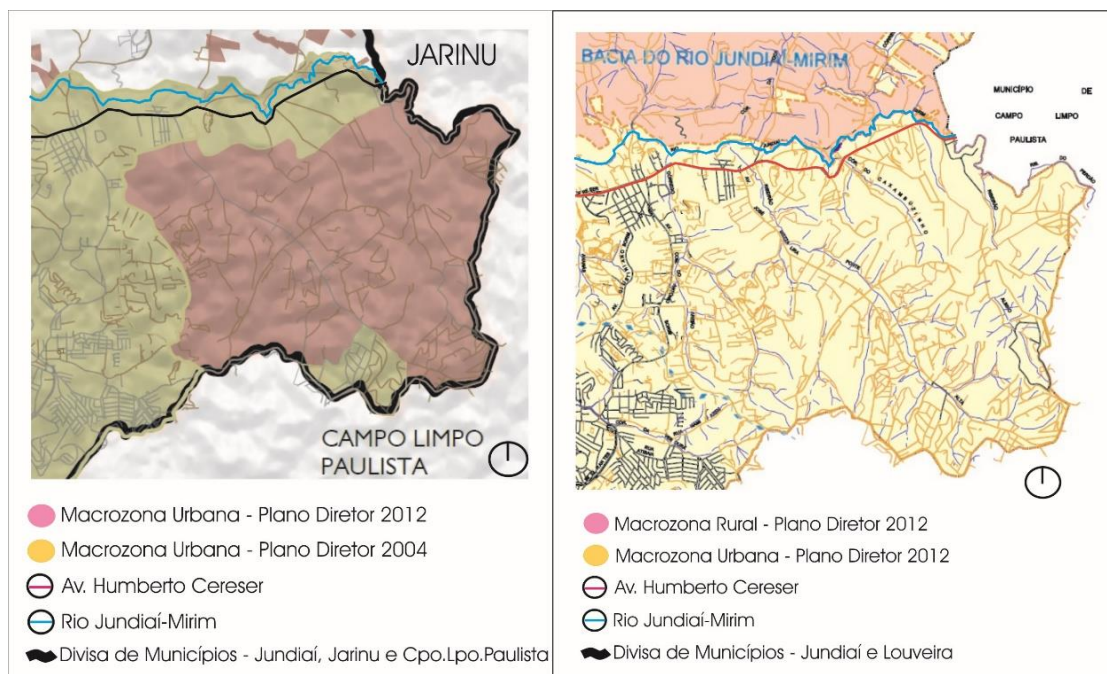 JARINU
CAMPO LIMPO
PAULISTA
Macrozona Urbana - Plano Diretor 2012
Macrozona Urbana - Plano Diretor 2004
Av. Humberto Cereser
Rio Jundiaí-Mirim
Divisa de Municípios - Jundiaí, Jarinu e Cpo.Lpo.Paulista
BACIA DO RIO JUNDIAÍ-MIRIM
MUNICÍPIO DE
CAMPO LIMPO
PAULISTA
Macrozona Rural - Plano Diretor 2012
Macrozona Urbana - Plano Diretor 2012
Av. Humberto Cereser
Rio Jundiaí-Mirim
Divisa de Municípios - Jundiaí e Louveira